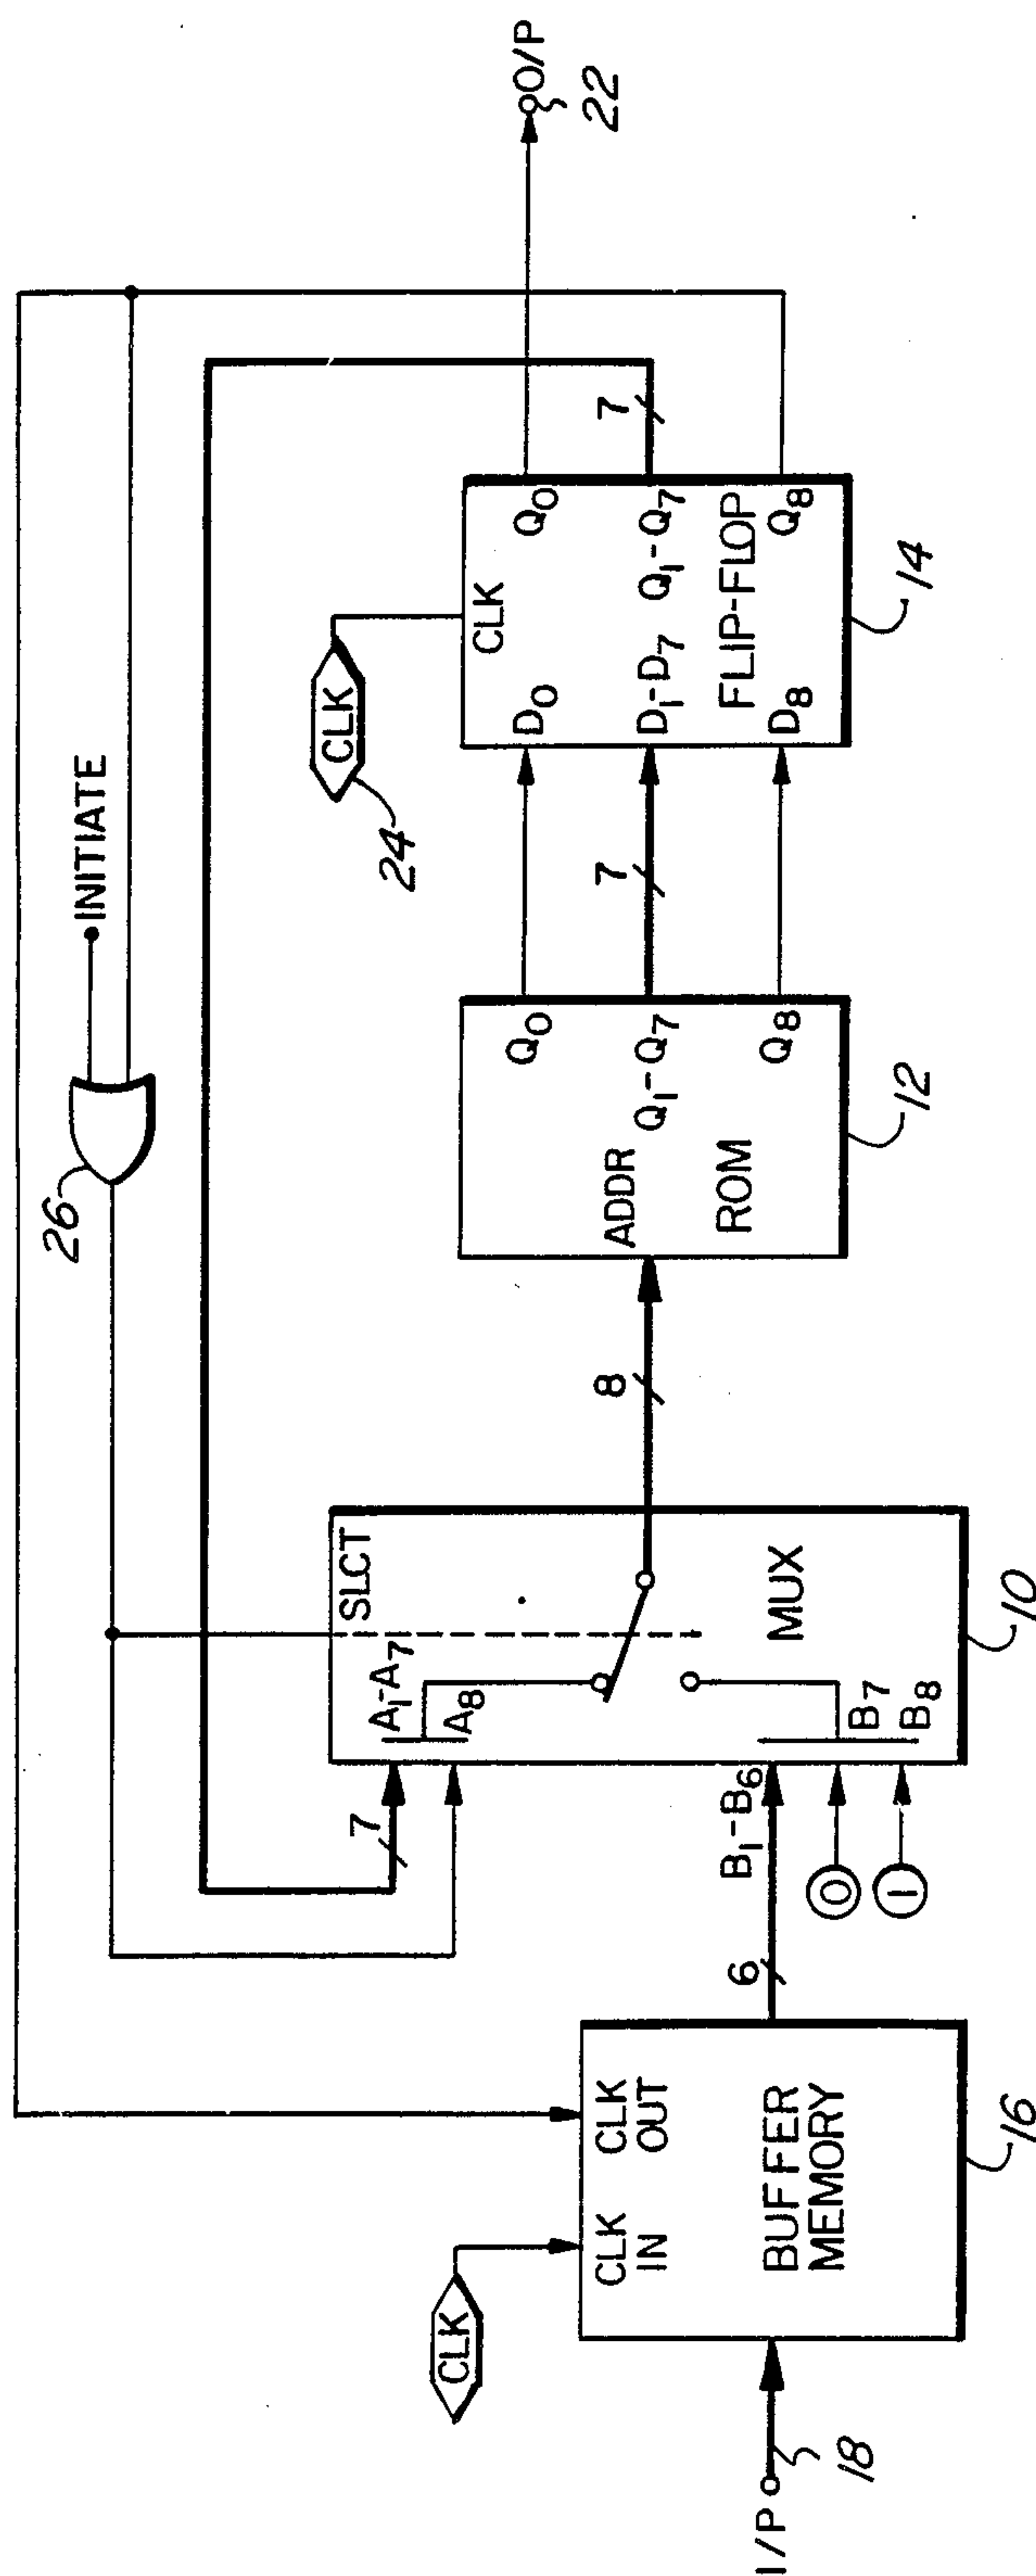 I/P
18
CLK
CLK
IN
CLK
OUT
BUFFER
MEMORY
16
6
B1-B6
0
1
7
A1-A7
A8
SLCT
B7
B8
MUX
10
8
26
INITIATE
ADDR
ROM
Q0
Q1-Q7
Q8
12
7
CLK
24
CLK
D0
D1-D7
D8
Q0
Q1-Q7
Q8
FLIP-FLOP
14
7
O/P
22